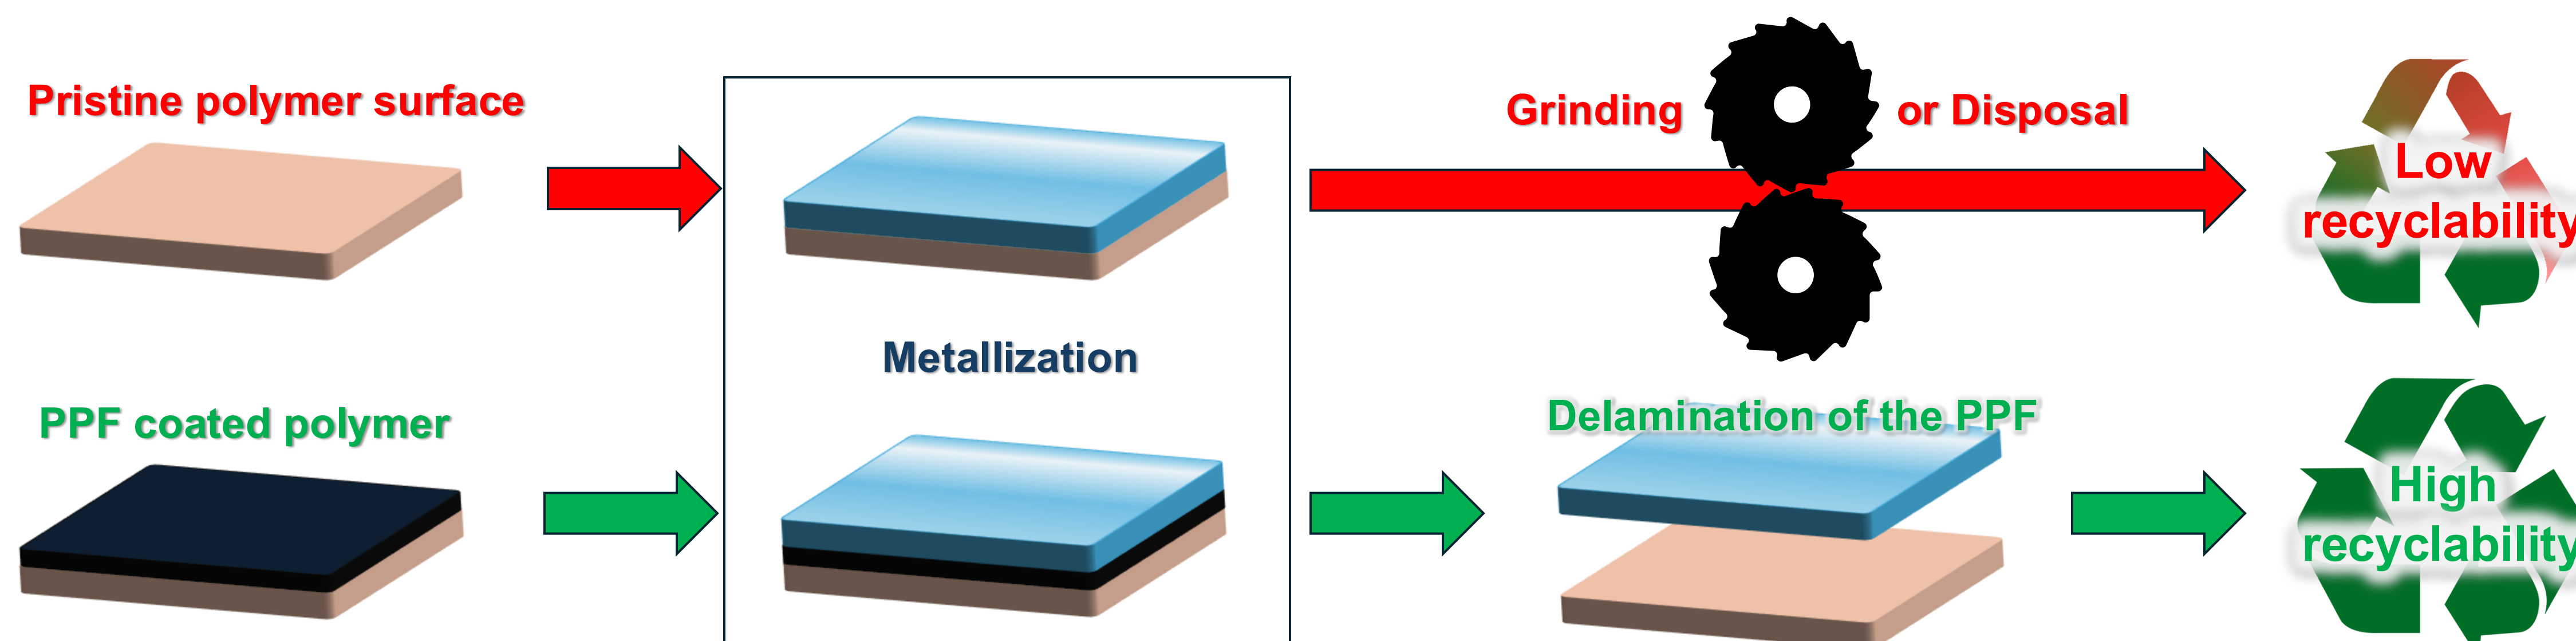 Pristine polymer surface
Grinding or Disposal
Low
recyclability
Metallization
PPF coated polymer
Delamination of the PPF
High
recyclability